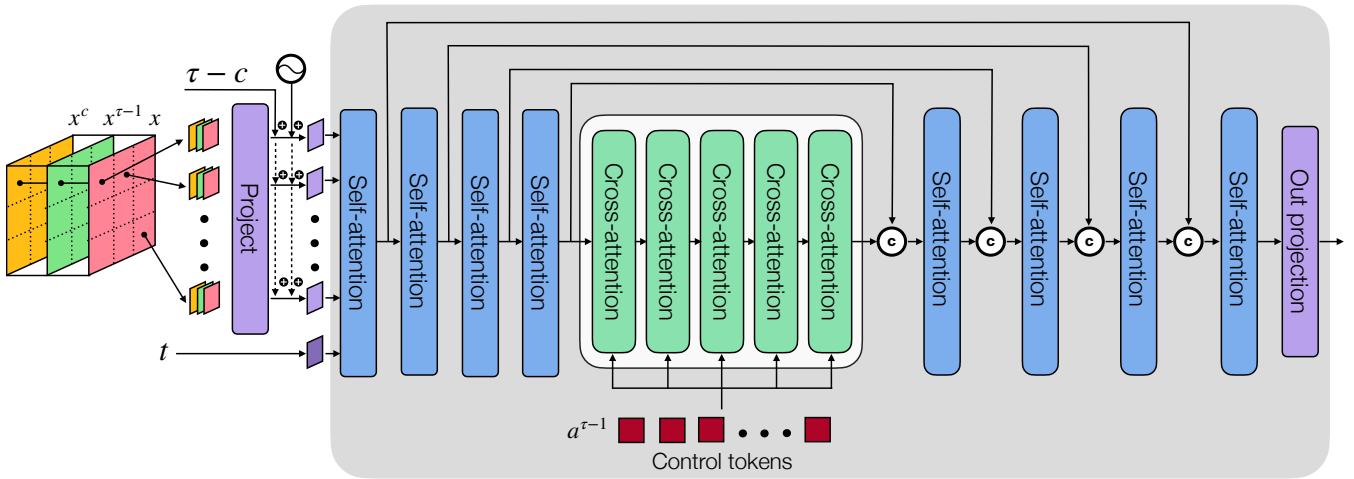 τ − c
x^c x^{τ−1} x
Project
t
Self-attention
Self-attention
Self-attention
Self-attention
Cross-attention
Cross-attention
Cross-attention
Cross-attention
Cross-attention
c
Self-attention
c
Self-attention
c
Self-attention
c
Self-attention
Out projection
a^{τ−1}
Control tokens